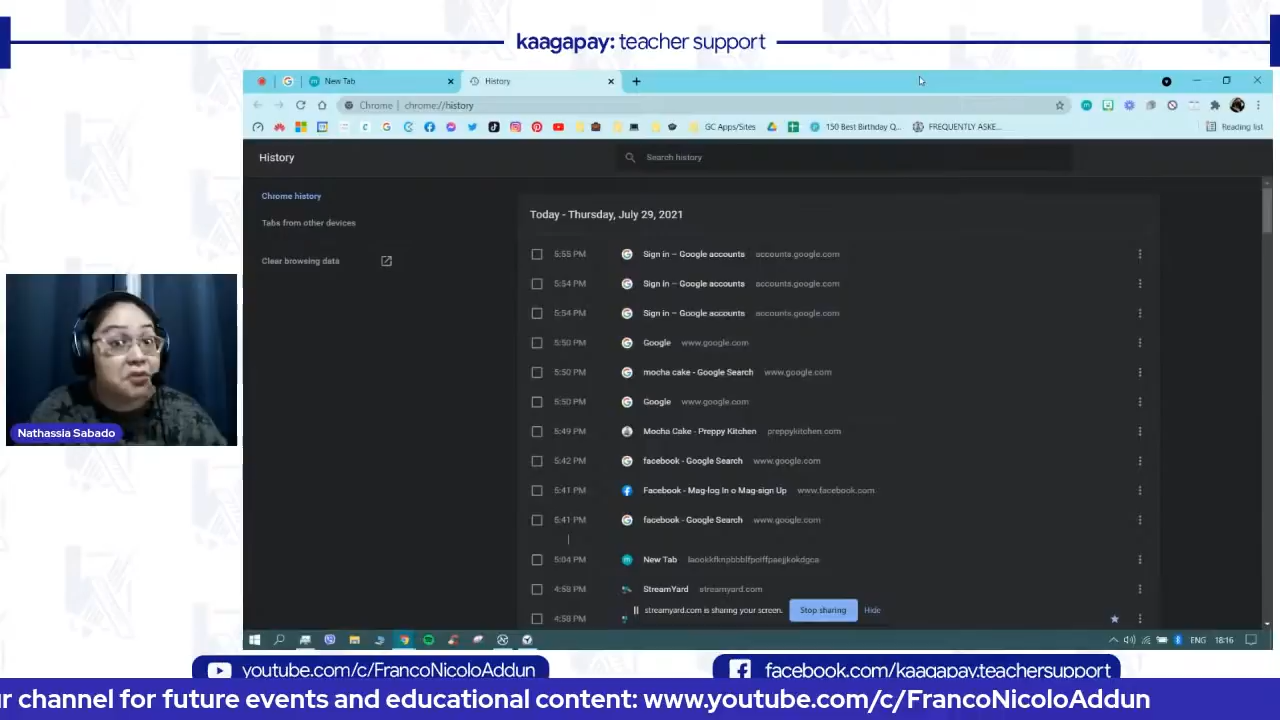 kaagapay: teacher support
New Tab
History
Chrome | chrome://history
GC Apps/Sites
150 Best Birthday Q...
FREQUENTLY ASKE...
Reading list
History
Search history
Chrome history
Tabs from other devices
Clear browsing data
Today - Thursday, July 29, 2021
5:55 PM Sign in – Google accounts accounts.google.com
5:54 PM Sign in – Google accounts accounts.google.com
5:54 PM Sign in – Google accounts accounts.google.com
5:50 PM Google www.google.com
5:50 PM mocha cake - Google Search www.google.com
5:50 PM Google www.google.com
5:49 PM Mocha Cake - Preppy Kitchen preppykitchen.com
5:42 PM facebook - Google Search www.google.com
5:41 PM Facebook - Mag-log In o Mag-sign Up www.facebook.com
5:41 PM facebook - Google Search www.google.com
5:04 PM New Tab
4:58 PM StreamYard streamyard.com
4:58 PM
streamyard.com is sharing your screen.
Stop sharing
Hide
Nathassia Sabado
ENG 18:16
youtube.com/c/FrancoNicoloAddun
facebook.com/kaagapay.teachersupport
r channel for future events and educational content: www.youtube.com/c/FrancoNicoloAddun